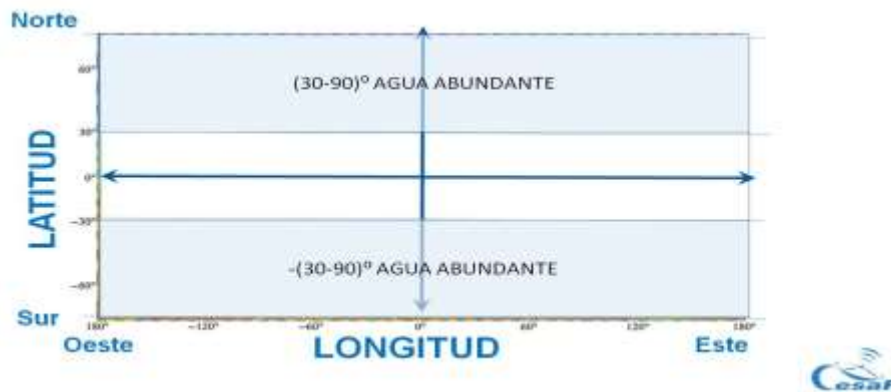 Norte
60°
(30-90)º AGUA ABUNDANTE
30°
LATITUD
0°
-30°
-(30-90)º AGUA ABUNDANTE
-60°
Sur
180° -120° -60° 0° 60° 120° 180°
Oeste LONGITUD Este
cesar